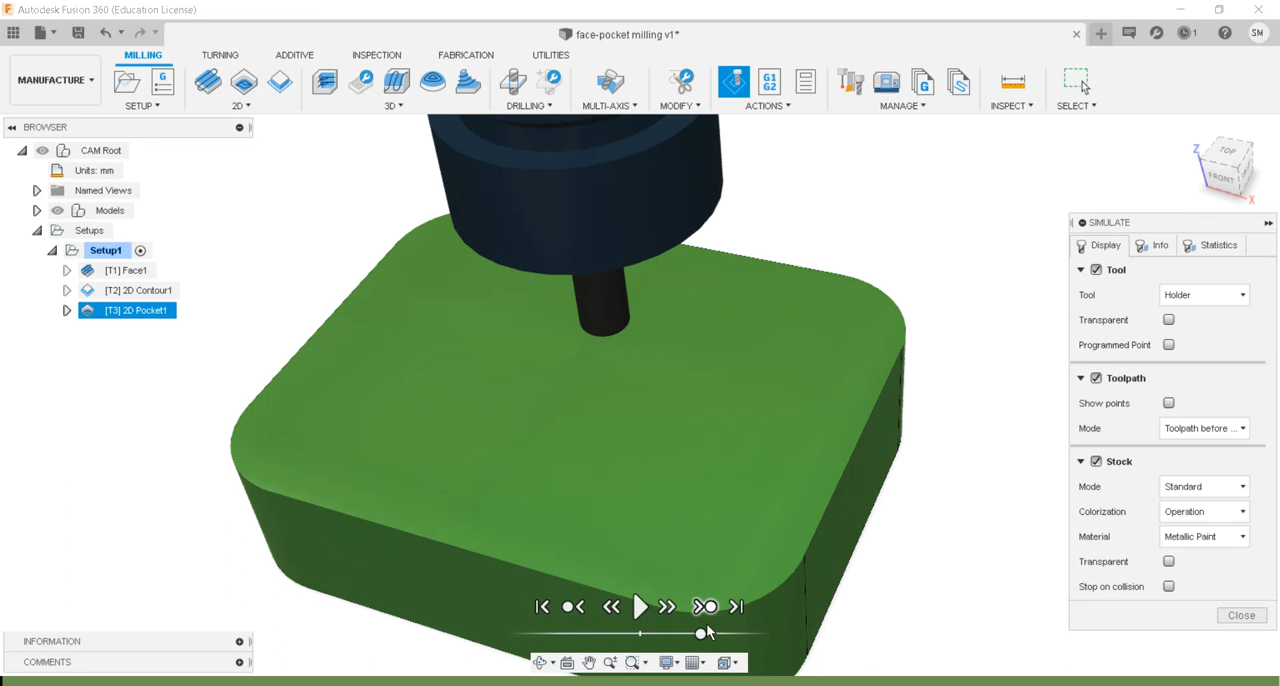 Autodesk Fusion 360 (Education License)
face-pocket milling v1*
1
SM
MILLING
TURNING
ADDITIVE
INSPECTION
FABRICATION
UTILITIES
MANUFACTURE
G
G1
G2
G
SETUP
2D
3D
DRILLING
MULTI-AXIS
MODIFY
ACTIONS
MANAGE
INSPECT
SELECT
BROWSER
CAM Root
Units: mm
Named Views
Models
Setups
Setup1
[T1] Face1
[T2] 2D Contour1
[T3] 2D Pocket1
Z
TOP
FRONT
X
SIMULATE
Display
Info
Statistics
Tool
Tool
Holder
Transparent
Programmed Point
Toolpath
Show points
Mode
Toolpath before ...
Stock
Mode
Standard
Colorization
Operation
Material
Metallic Paint
Transparent
Stop on collision
Close
INFORMATION
COMMENTS